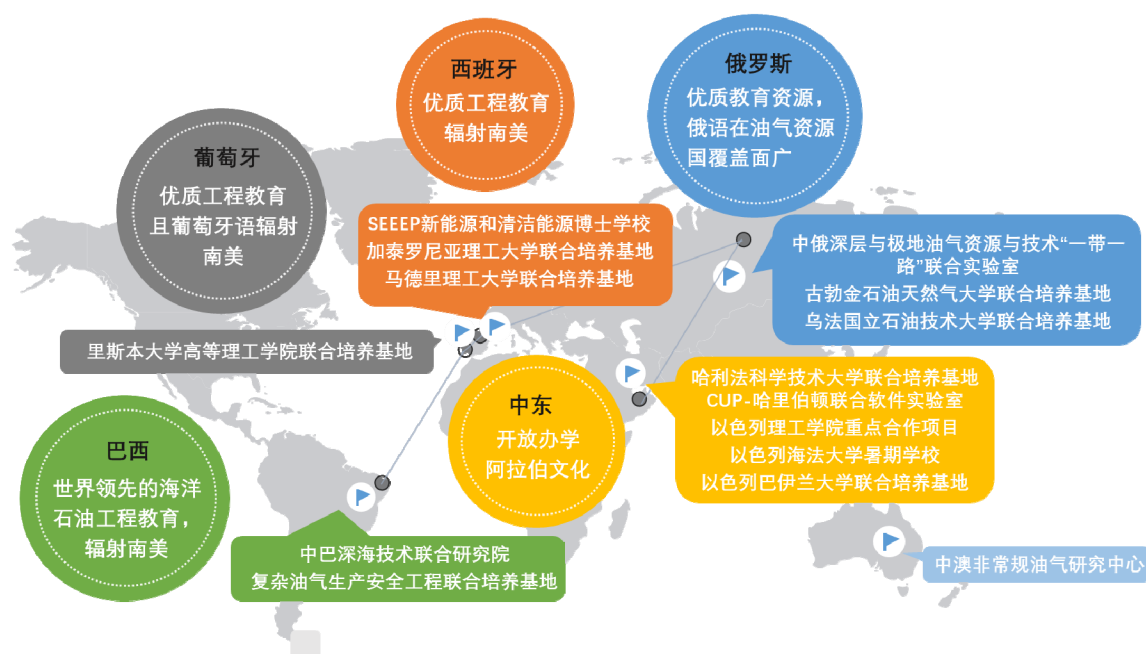 西班牙
优质工程教育
辐射南美
俄罗斯
优质教育资源，
俄语在油气资源
国覆盖面广
葡萄牙
优质工程教育
且葡萄牙语辐射
南美
SEEEP新能源和清洁能源博士学校
加泰罗尼亚理工大学联合培养基地
马德里理工大学联合培养基地
中俄深层与极地油气资源与技术“一带一
路”联合实验室
古勃金石油天然气大学联合培养基地
乌法国立石油技术大学联合培养基地
里斯本大学高等理工学院联合培养基地
中东
开放办学
阿拉伯文化
哈利法科学技术大学联合培养基地
CUP-哈里伯顿联合软件实验室
以色列理工学院重点合作项目
以色列海法大学暑期学校
以色列巴伊兰大学联合培养基地
巴西
世界领先的海洋
石油工程教育，
辐射南美
中巴深海技术联合研究院
复杂油气生产安全工程联合培养基地
中澳非常规油气研究中心